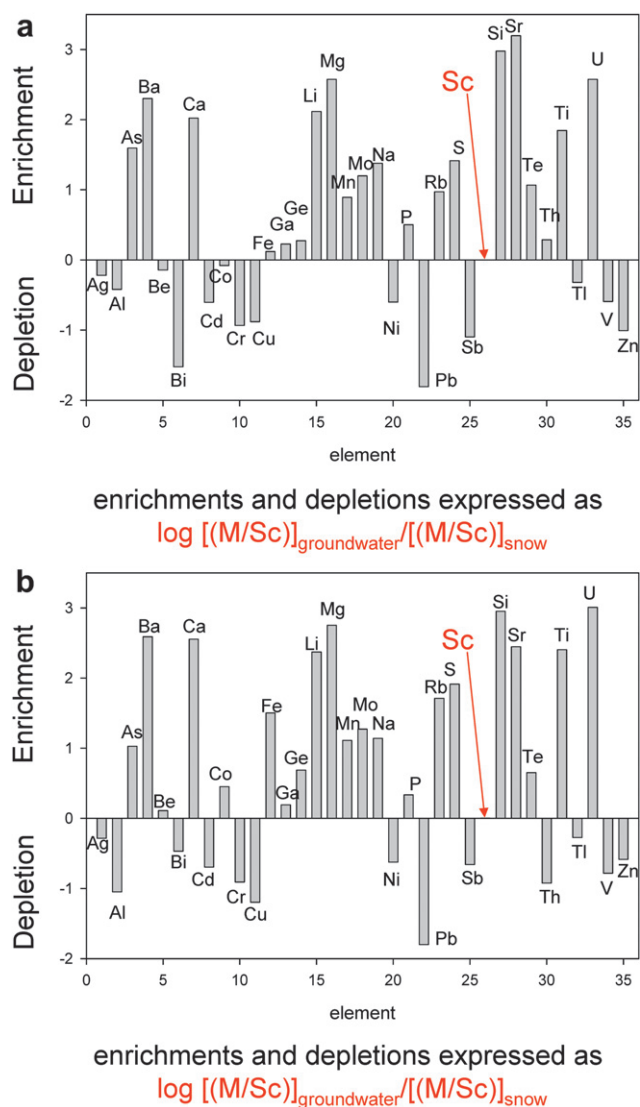 a
Enrichment
Depletion
3
2
1
0
-1
-2
Ag
Al
As
Ba
Be
Bi
Ca
Cd
Co
Cr
Cu
Fe
Ga
Ge
Li
Mg
Mn
Mo
Na
Ni
P
Pb
Rb
S
Sb
Sc
Si
Sr
Te
Th
Ti
Tl
U
V
Zn
0 5 10 15 20 25 30 35
element
enrichments and depletions expressed as
log [(M/Sc)]groundwater/[(M/Sc)]snow
b
Enrichment
Depletion
3
2
1
0
-1
-2
Ag
Al
As
Ba
Be
Bi
Ca
Cd
Co
Cr
Cu
Fe
Ga
Ge
Li
Mg
Mn
Mo
Na
Ni
P
Pb
Rb
S
Sb
Sc
Si
Sr
Te
Th
Ti
Tl
U
V
Zn
0 5 10 15 20 25 30 35
element
enrichments and depletions expressed as
log [(M/Sc)]groundwater/[(M/Sc)]snow